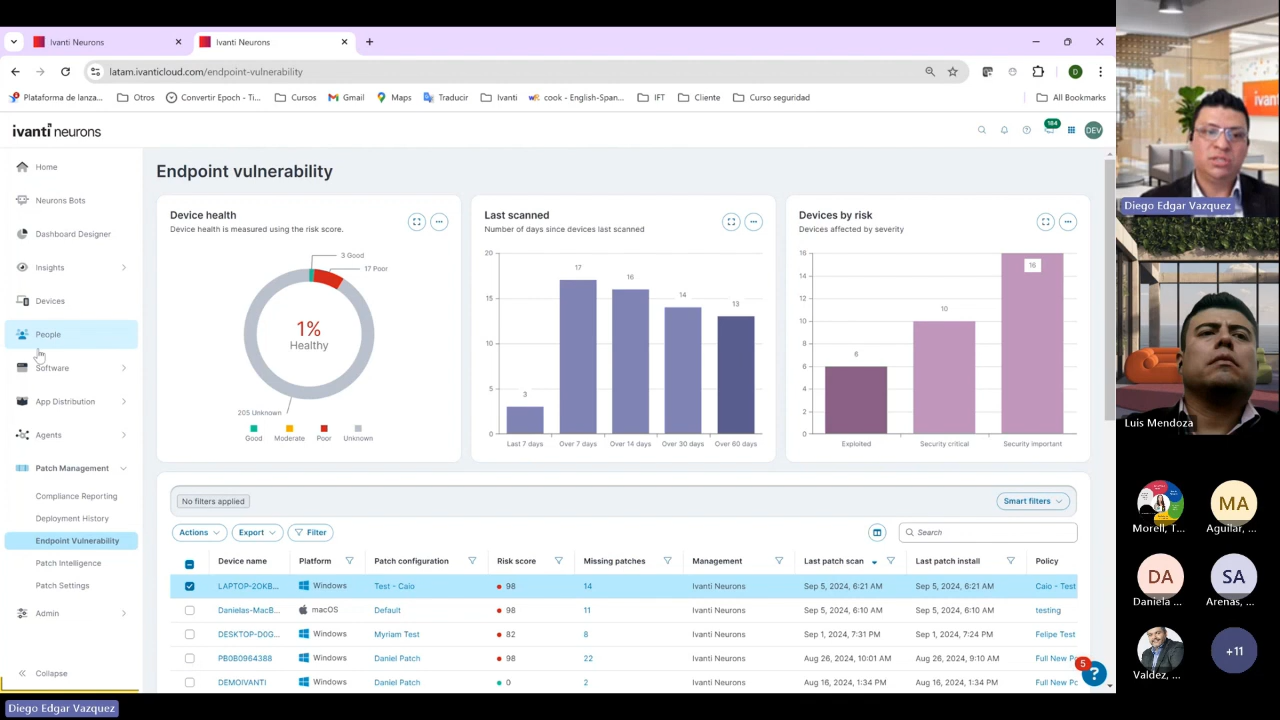 Ivanti Neurons
Ivanti Neurons
latam.ivanticloud.com/endpoint-vulnerability
D
Plataforma de lanza...
Otros
Convertir Epoch - Ti...
Cursos
Gmail
Maps
Traducir
Ivanti
wR cook - English-Span...
IFT
Cliente
Curso seguridad
All Bookmarks
ivanti neurons
184
DEV
Home
Neurons Bots
Dashboard Designer
Insights
Devices
People
Software
App Distribution
Agents
Patch Management
Compliance Reporting
Deployment History
Endpoint Vulnerability
Patch Intelligence
Patch Settings
Admin
Collapse
Endpoint vulnerability
Device health
Device health is measured using the risk score.
3 Good
17 Poor
1%
Healthy
205 Unknown
Good Moderate Poor Unknown
Last scanned
Number of days since devices last scanned
20
15
10
5
0
3
17
16
14
13
Last 7 days Over 7 days Over 14 days Over 30 days Over 60 days
Devices by risk
Devices affected by severity
16
14
12
10
8
6
4
2
0
6
10
16
Exploited Security critical Security important
No filters applied
Smart filters
Actions Export Filter Search
Device name Platform Patch configuration Risk score Missing patches Management Last patch scan Last patch install Policy
LAPTOP-2OKB... Windows Test - Caio 98 14 Ivanti Neurons Sep 5, 2024, 6:21 AM Sep 5, 2024, 6:21 AM Caio - Test
Danielas-MacB... macOS Default 98 11 Ivanti Neurons Sep 5, 2024, 6:10 AM Sep 5, 2024, 6:10 AM testing
DESKTOP-D0G... Windows Myriam Test 82 8 Ivanti Neurons Sep 1, 2024, 7:31 PM Sep 1, 2024, 7:24 PM Felipe Test
PB0B0964388 Windows Daniel Patch 98 22 Ivanti Neurons Aug 26, 2024, 10:01 AM Aug 26, 2024, 9:10 AM Full New Po
DEMOIVANTI Windows Daniel Patch 0 2 Ivanti Neurons Aug 16, 2024, 1:34 PM Aug 16, 2024, 1:34 PM Full New Pc
5
?
Diego Edgar Vazquez
ivant
Diego Edgar Vazquez
Luis Mendoza
Morell, T...
MA
Aguilar, ...
DA
Daniela ...
SA
Arenas, ...
Valdez, ...
+11